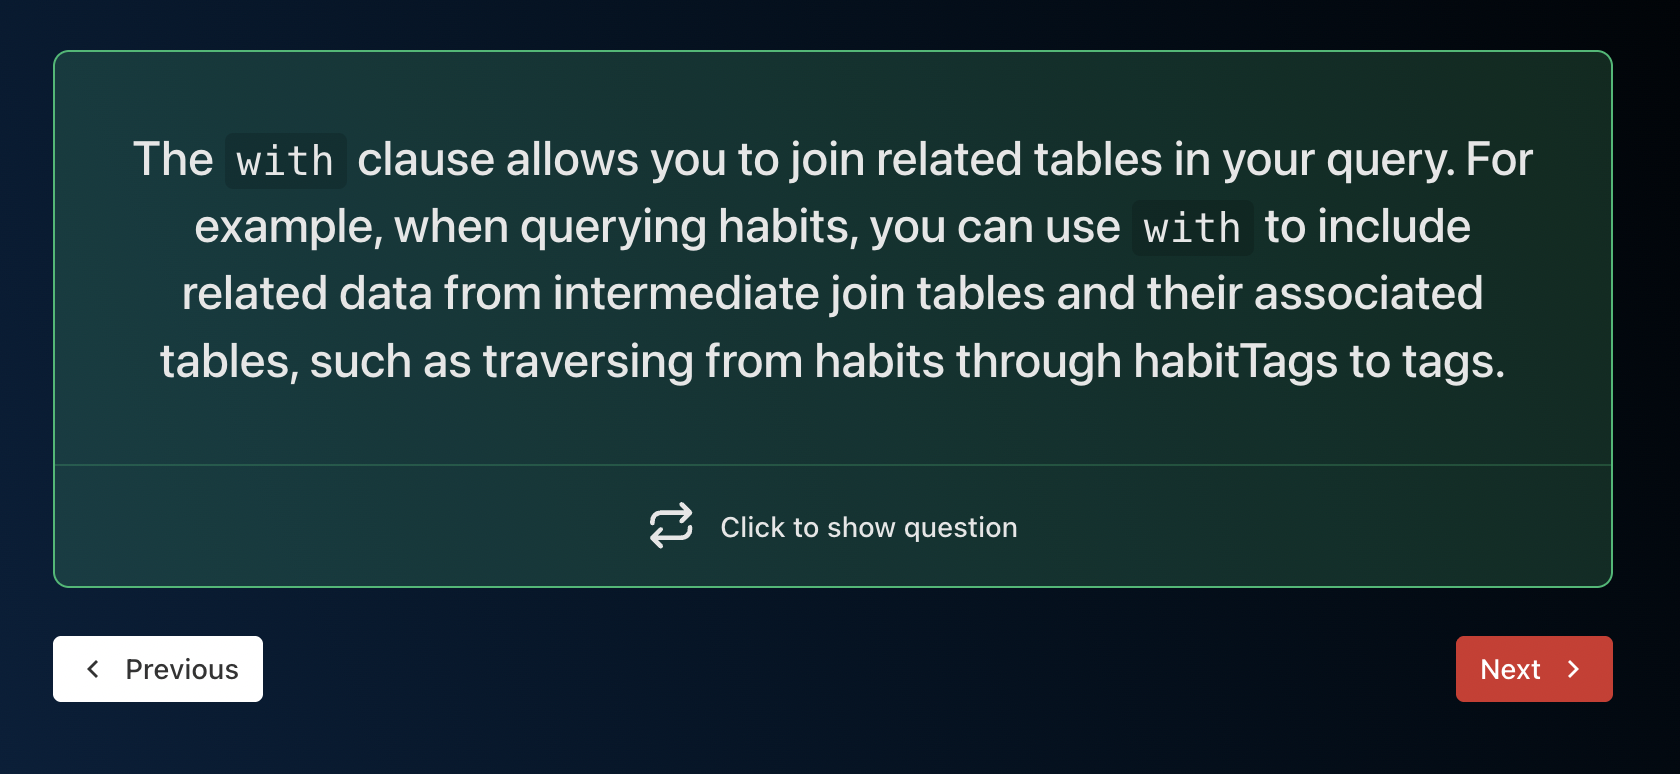 The with clause allows you to join related tables in your query. For
example, when querying habits, you can use with to include
related data from intermediate join tables and their associated
tables, such as traversing from habits through habitTags to tags.
Click to show question
Previous
Next